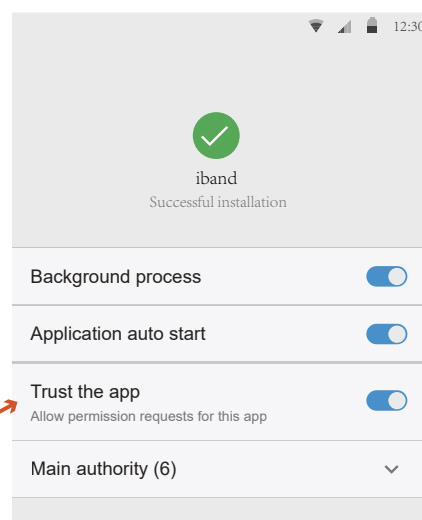 12:30
iband
Successful installation
Background process
Application auto start
Trust the app
Allow permission requests for this app
Main authority (6)